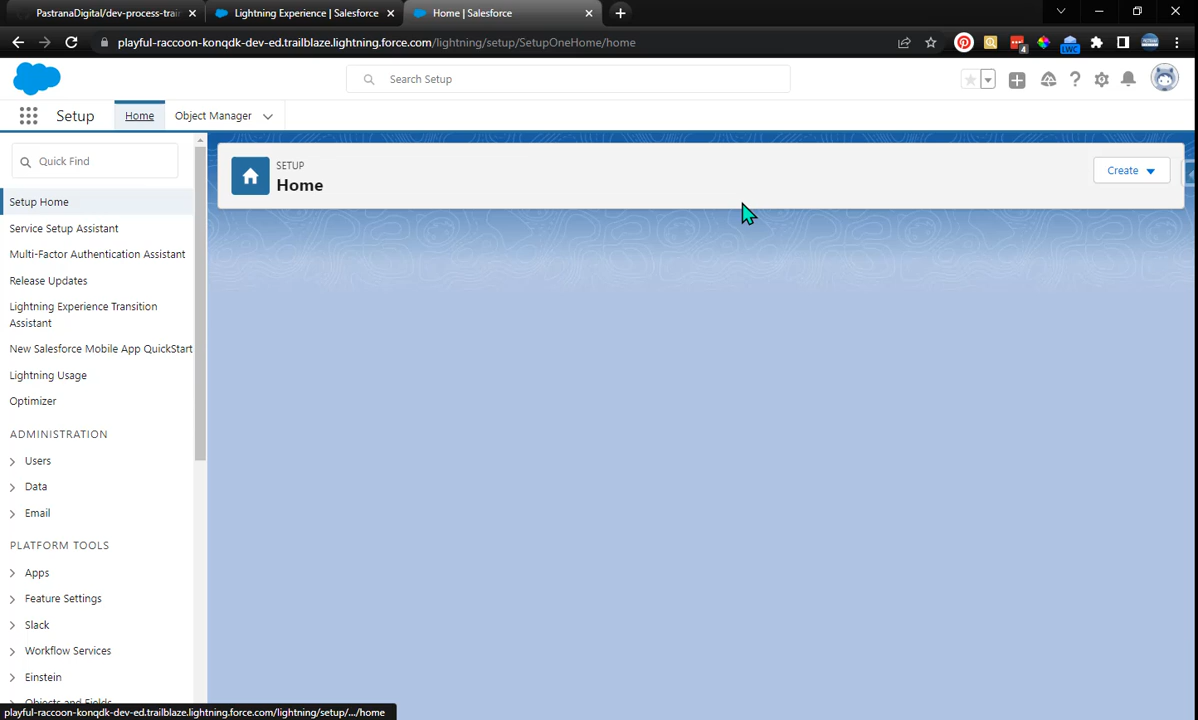 PastranaDigital/dev-process-train
Lightning Experience | Salesforce
Home | Salesforce
playful-raccoon-konqdk-dev-ed.trailblaze.lightning.force.com/lightning/setup/SetupOneHome/home
4
LWC
Search Setup
Setup
Home
Object Manager
Quick Find
SETUP
Home
Create
Setup Home
Service Setup Assistant
Multi-Factor Authentication Assistant
Release Updates
Lightning Experience Transition
Assistant
New Salesforce Mobile App QuickStart
Lightning Usage
Optimizer
ADMINISTRATION
Users
Data
Email
PLATFORM TOOLS
Apps
Feature Settings
Slack
Workflow Services
Einstein
Objects and Fields
playful-raccoon-konqdk-dev-ed.trailblaze.lightning.force.com/lightning/setup/.../home